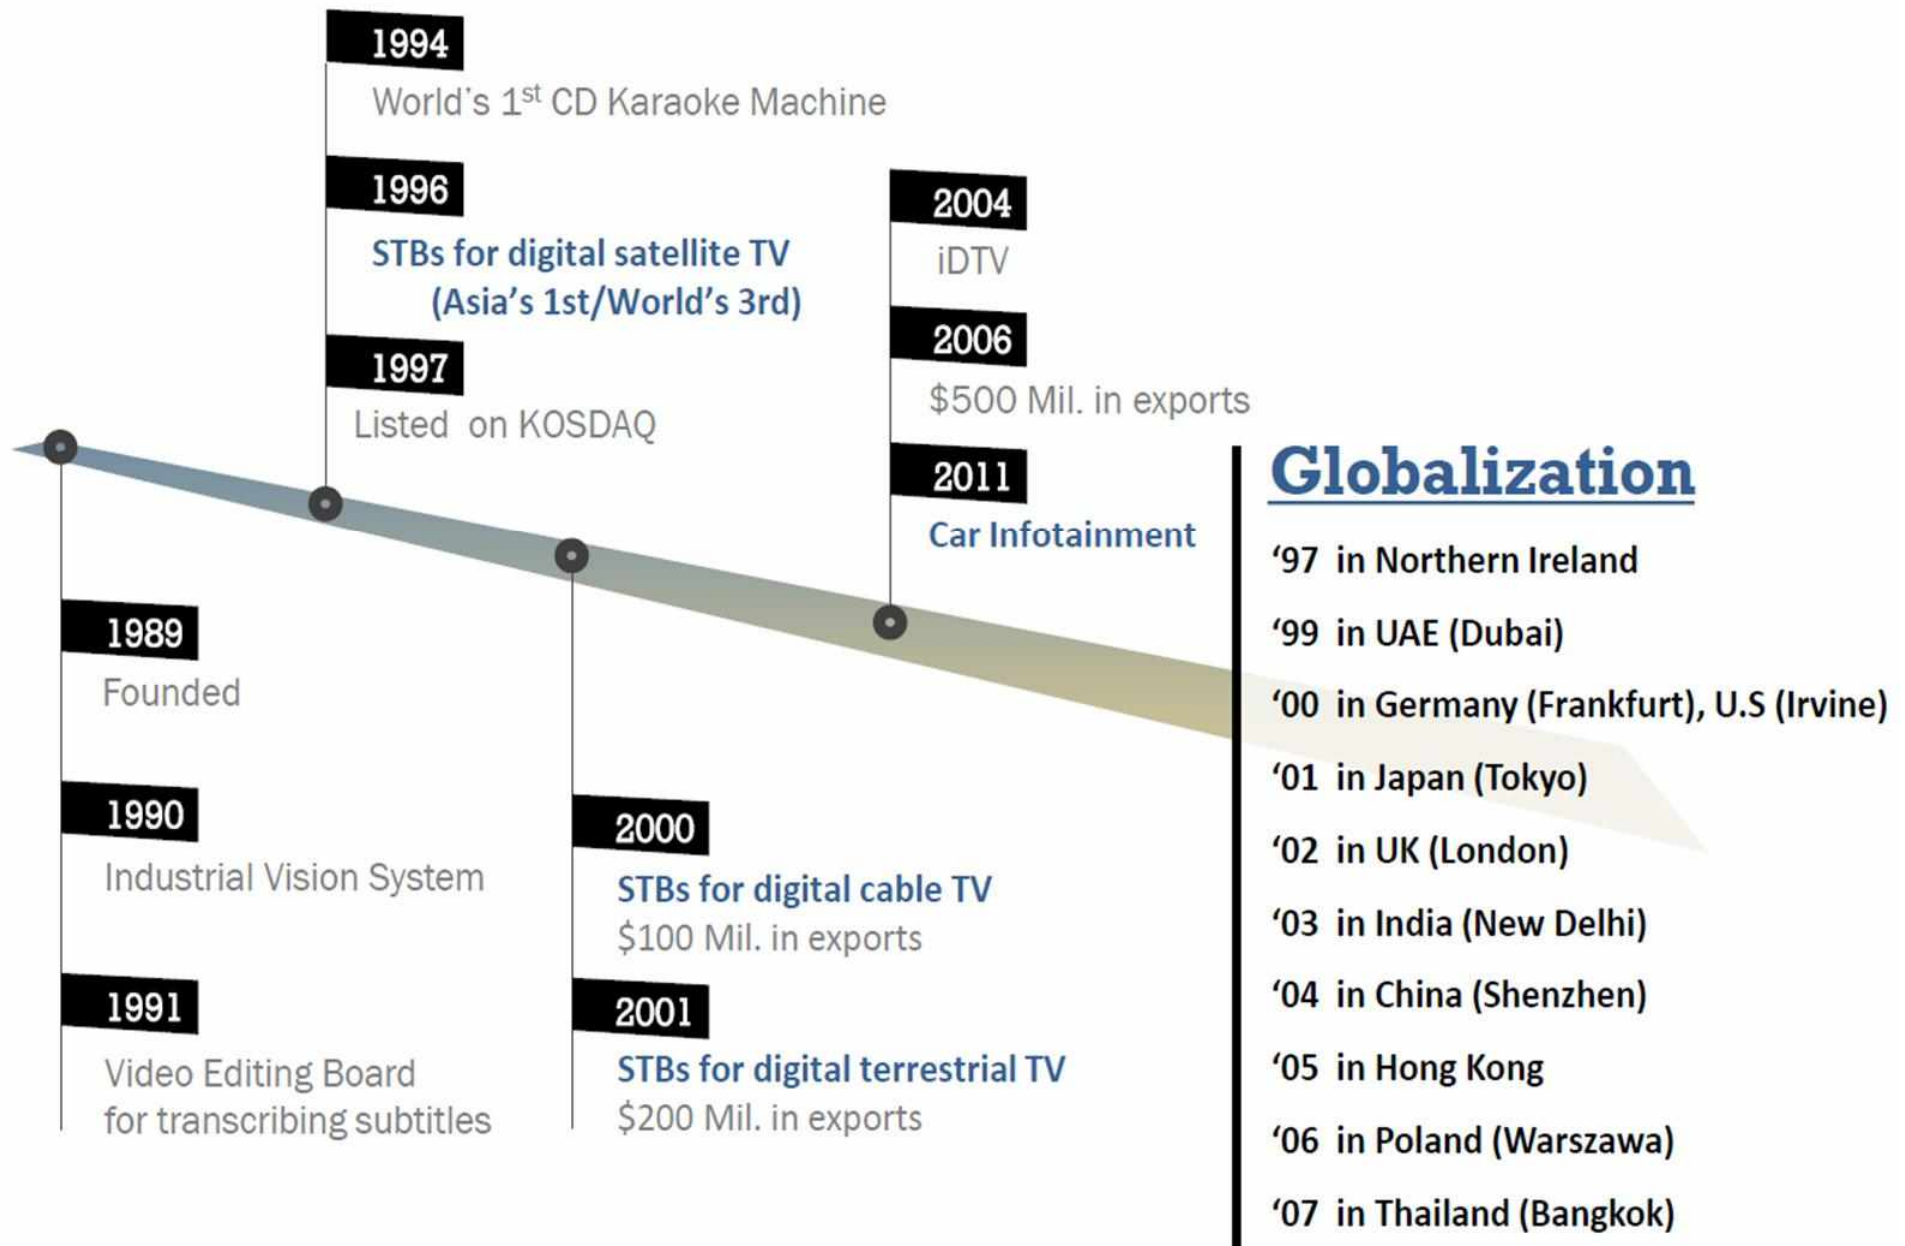 1994
World's 1st CD Karaoke Machine
1996
STBs for digital satellite TV
(Asia's 1st/World's 3rd)
1997
Listed on KOSDAQ
1989
Founded
1990
Industrial Vision System
1991
Video Editing Board
for transcribing subtitles
2000
STBs for digital cable TV
$100 Mil. in exports
2001
STBs for digital terrestrial TV
$200 Mil. in exports
2004
iDTV
2006
$500 Mil. in exports
2011
Car Infotainment
Globalization
‘97 in Northern Ireland
‘99 in UAE (Dubai)
‘00 in Germany (Frankfurt), U.S (Irvine)
‘01 in Japan (Tokyo)
‘02 in UK (London)
‘03 in India (New Delhi)
‘04 in China (Shenzhen)
‘05 in Hong Kong
‘06 in Poland (Warszawa)
‘07 in Thailand (Bangkok)